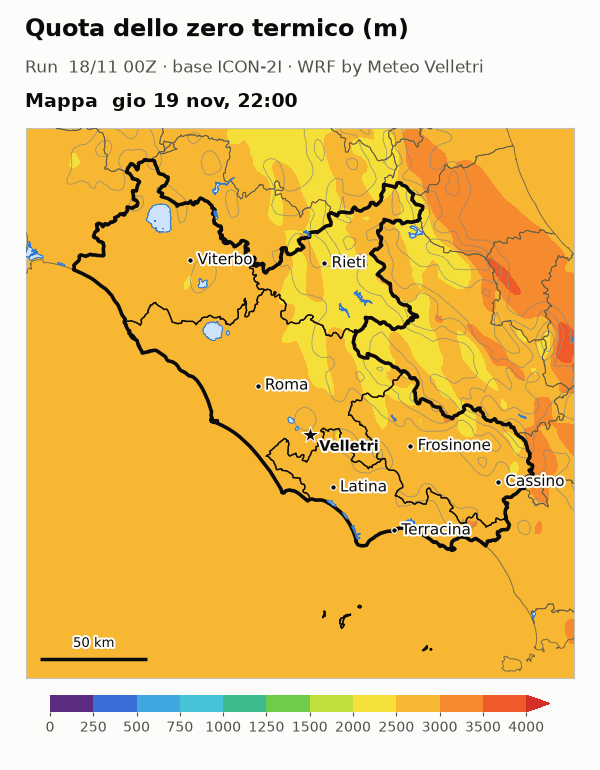 Quota dello zero termico (m)
Run  18/11 00Z · base ICON-2I · WRF by Meteo Velletri
Mappa  gio 19 nov, 22:00
Viterbo
Rieti
Roma
Velletri
Frosinone
Cassino
Latina
Terracina
50 km
0 250 500 750 1000 1250 1500 2000 2500 3000 3500 4000